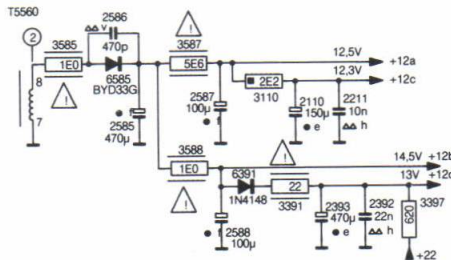 T5560
2
8
7
3585
1E0
△△ v
2586
470p
6585
BYD33G
● f
2585
470µ
3587
5E6
2587
● f
100µ
2E2
3110
2110
150µ
● e
2211
10n
△△ h
12,5V
+12a
12,3V
+12c
3588
1E0
● f
2588
100µ
6391
1N4148
22
3391
2393
470µ
● e
2392
22n
△△ h
14,5V
+12b
13V
+12d
620
3397
+22